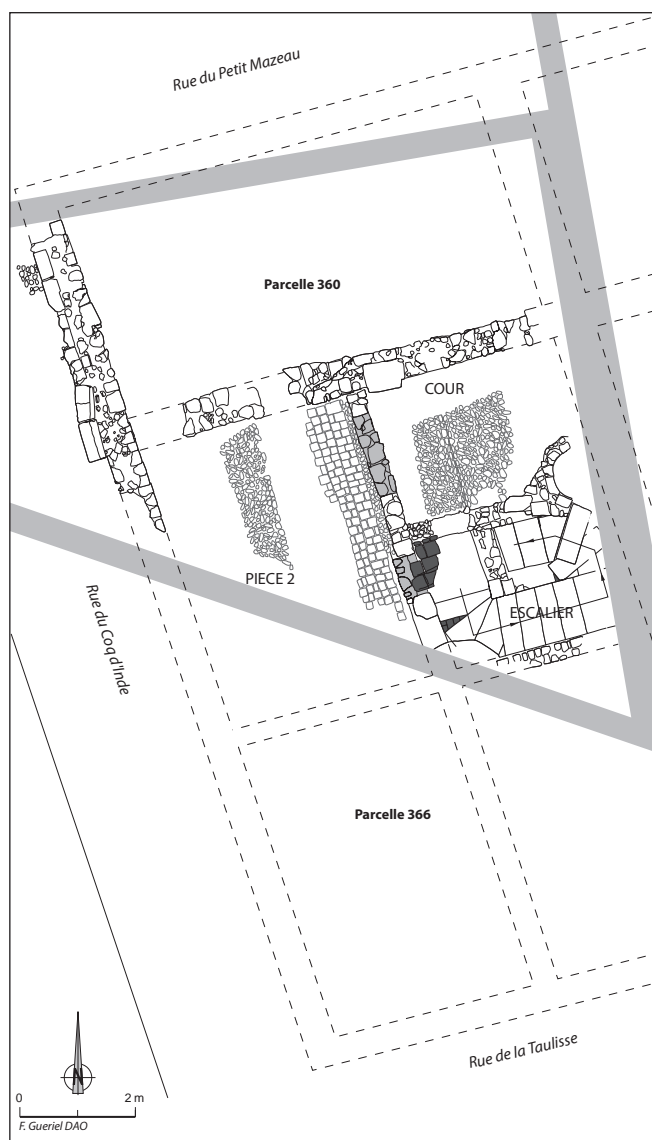 Rue du Petit Mazeau
Parcelle 360
COUR
PIECE 2
Rue du Coq d'Inde
ESCALIER
Parcelle 366
Rue de la Taulisse
N
0 2 m
F. Gueriel DAO